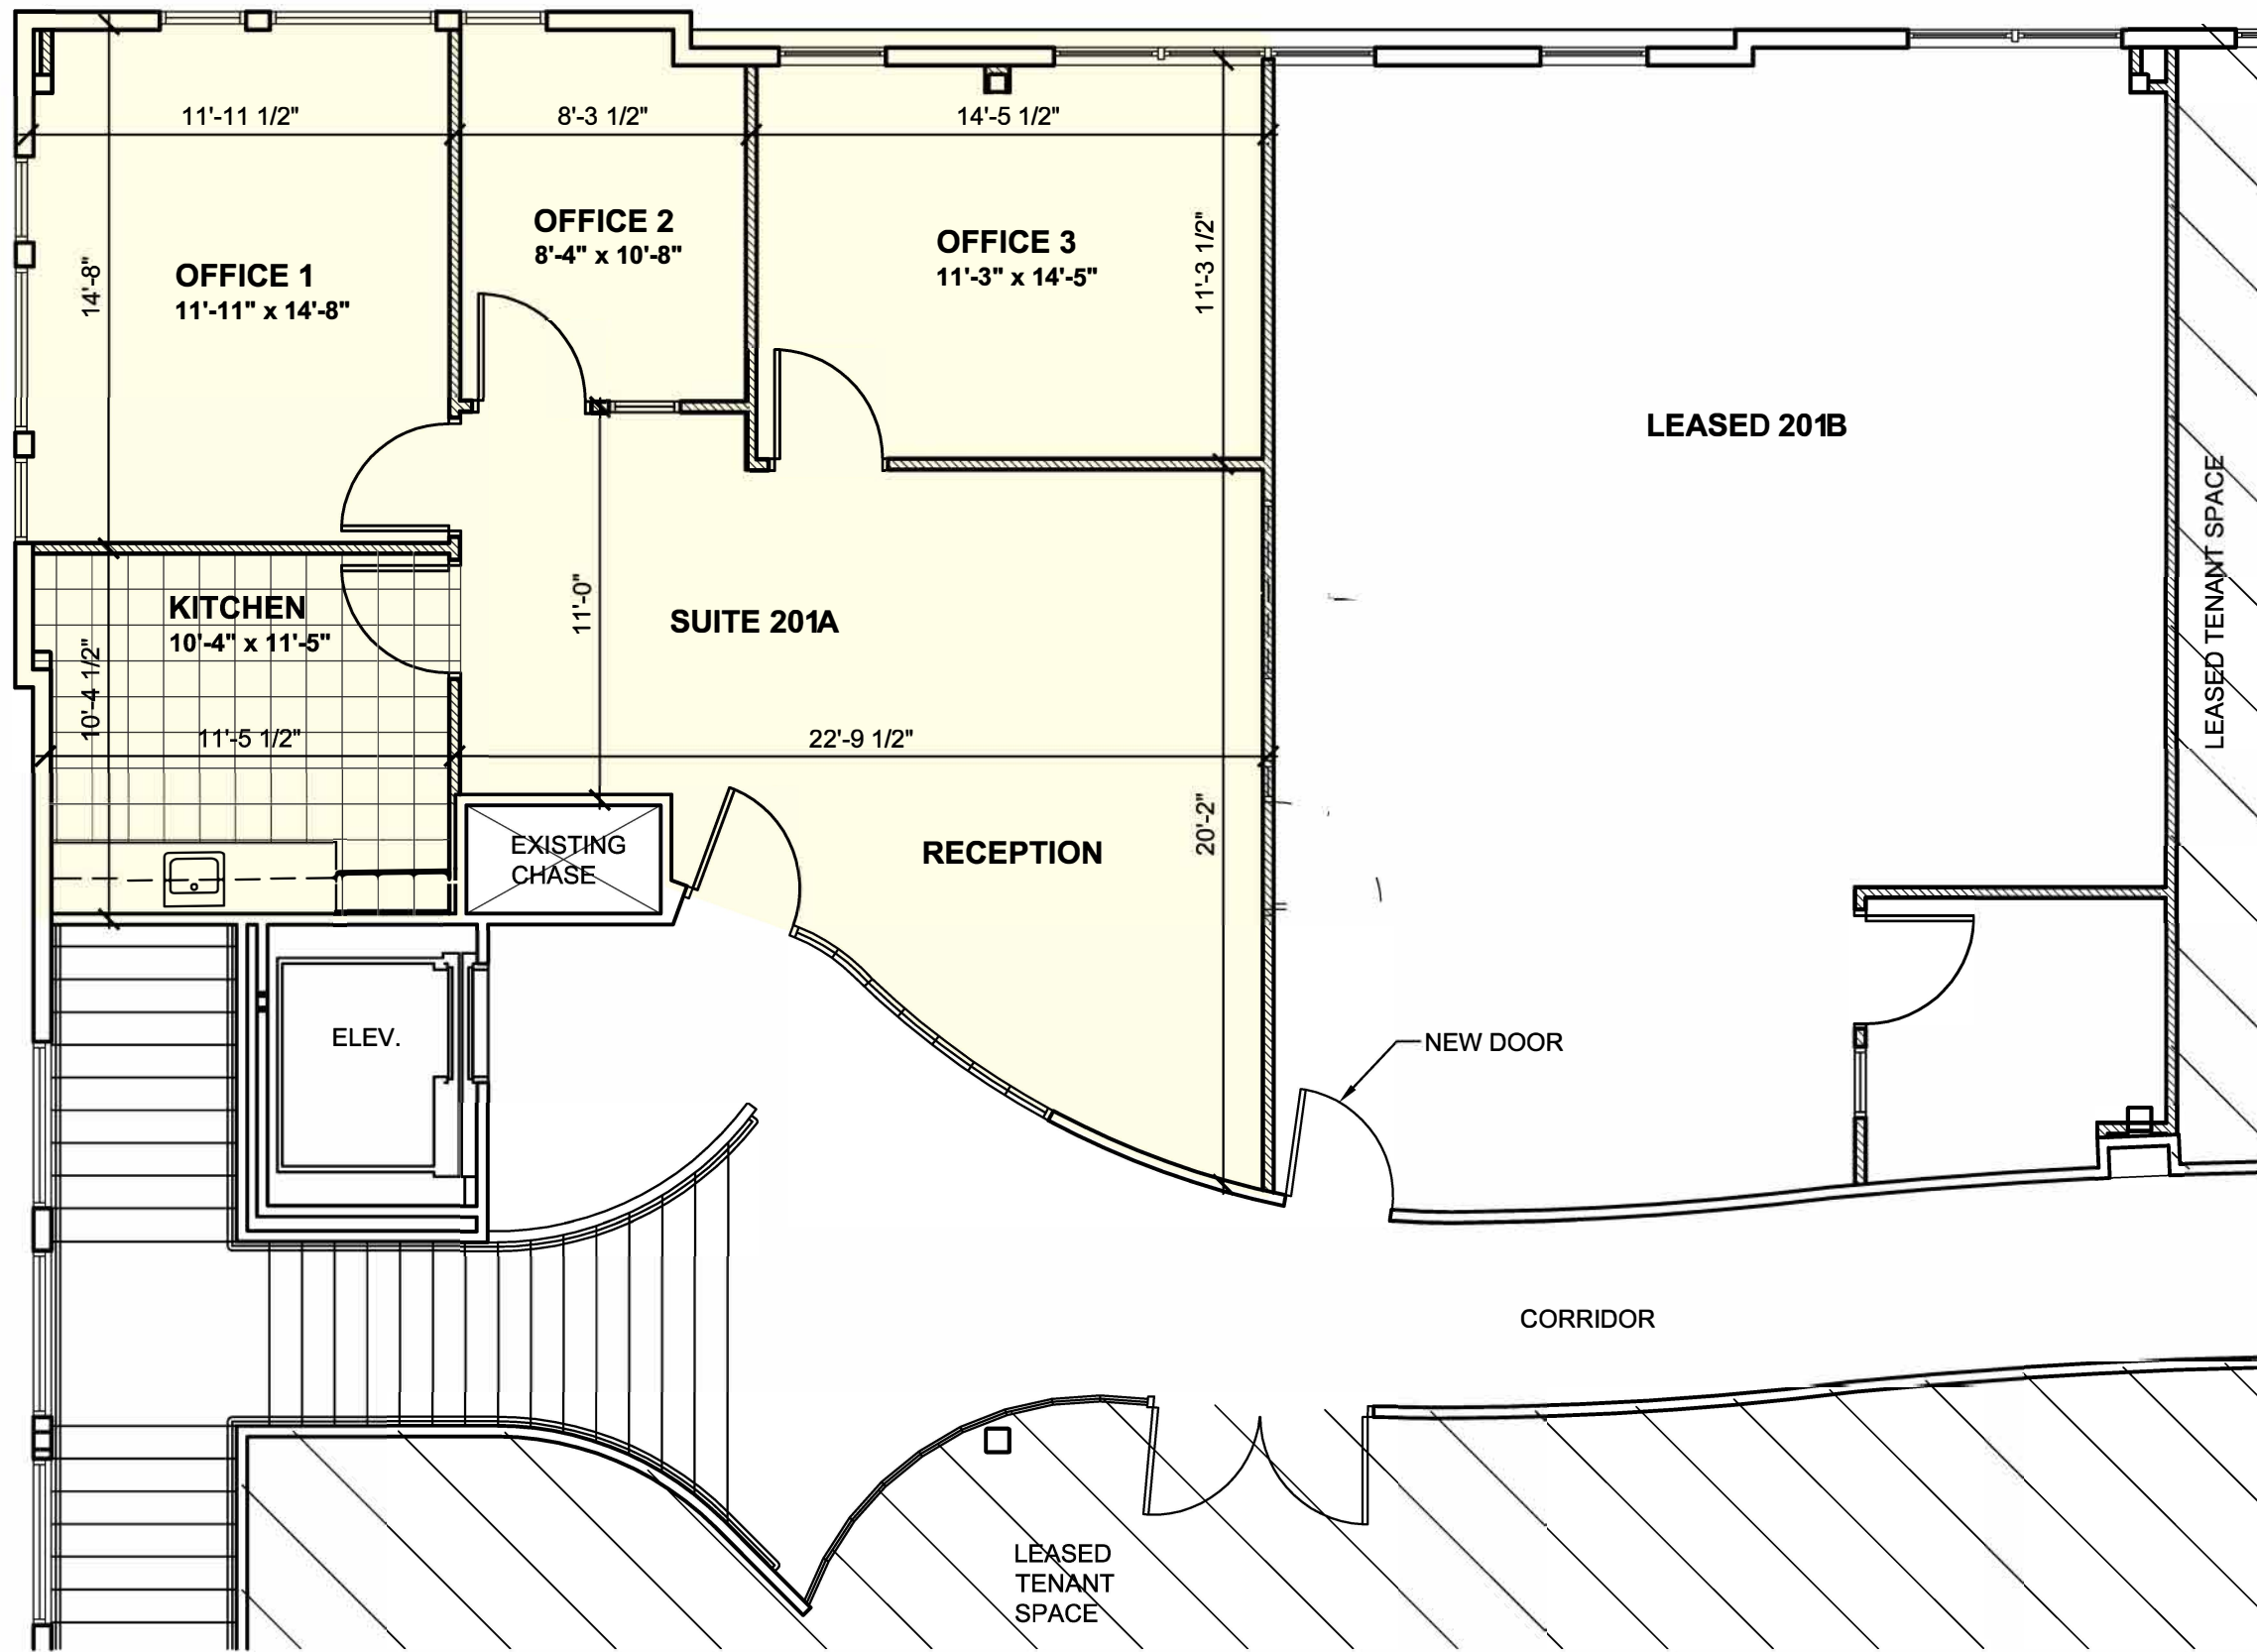 11'-11 1/2"
8'-3 1/2"
14'-5 1/2"
OFFICE 1
11'-11" x 14'-8"
14'-8"
OFFICE 2
8'-4" x 10'-8"
OFFICE 3
11'-3" x 14'-5"
11'-3 1/2"
LEASED 201B
LEASED TENANT SPACE
KITCHEN
10'-4" x 11'-5"
10'-4 1/2"
11'-5 1/2"
11'-0"
SUITE 201A
22'-9 1/2"
EXISTING
CHASE
RECEPTION
20'-2"
ELEV.
NEW DOOR
CORRIDOR
LEASED
TENANT
SPACE